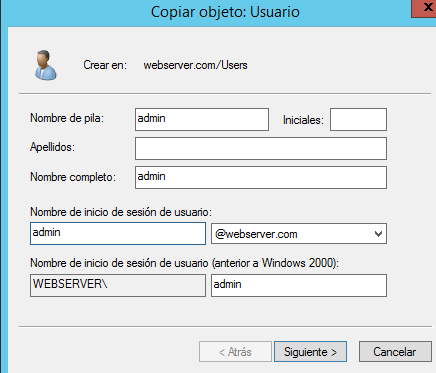 Copiar objeto: Usuario
x
Crear en: webserver.com/Users
Nombre de pila: admin Iniciales:
Apellidos:
Nombre completo: admin
Nombre de inicio de sesión de usuario:
admin @webserver.com
Nombre de inicio de sesión de usuario (anterior a Windows 2000):
WEBSERVER\ admin
< Atrás Siguiente > Cancelar